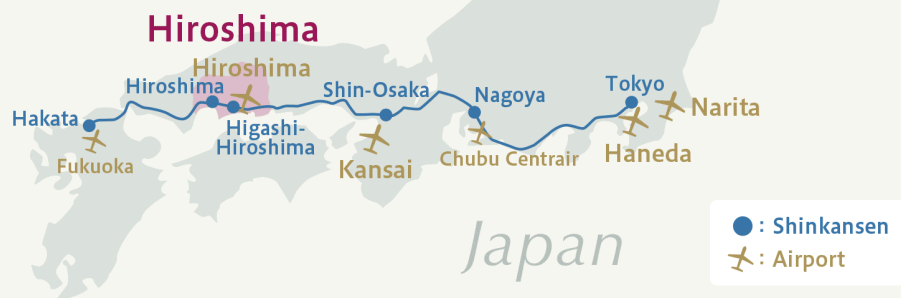 Hiroshima
Hiroshima
Hiroshima
Shin-Osaka
Tokyo
Nagoya
Narita
Hakata
Higashi-
Hiroshima
Fukuoka
Kansai
Chubu Centrair
Haneda
Japan
: Shinkansen
: Airport